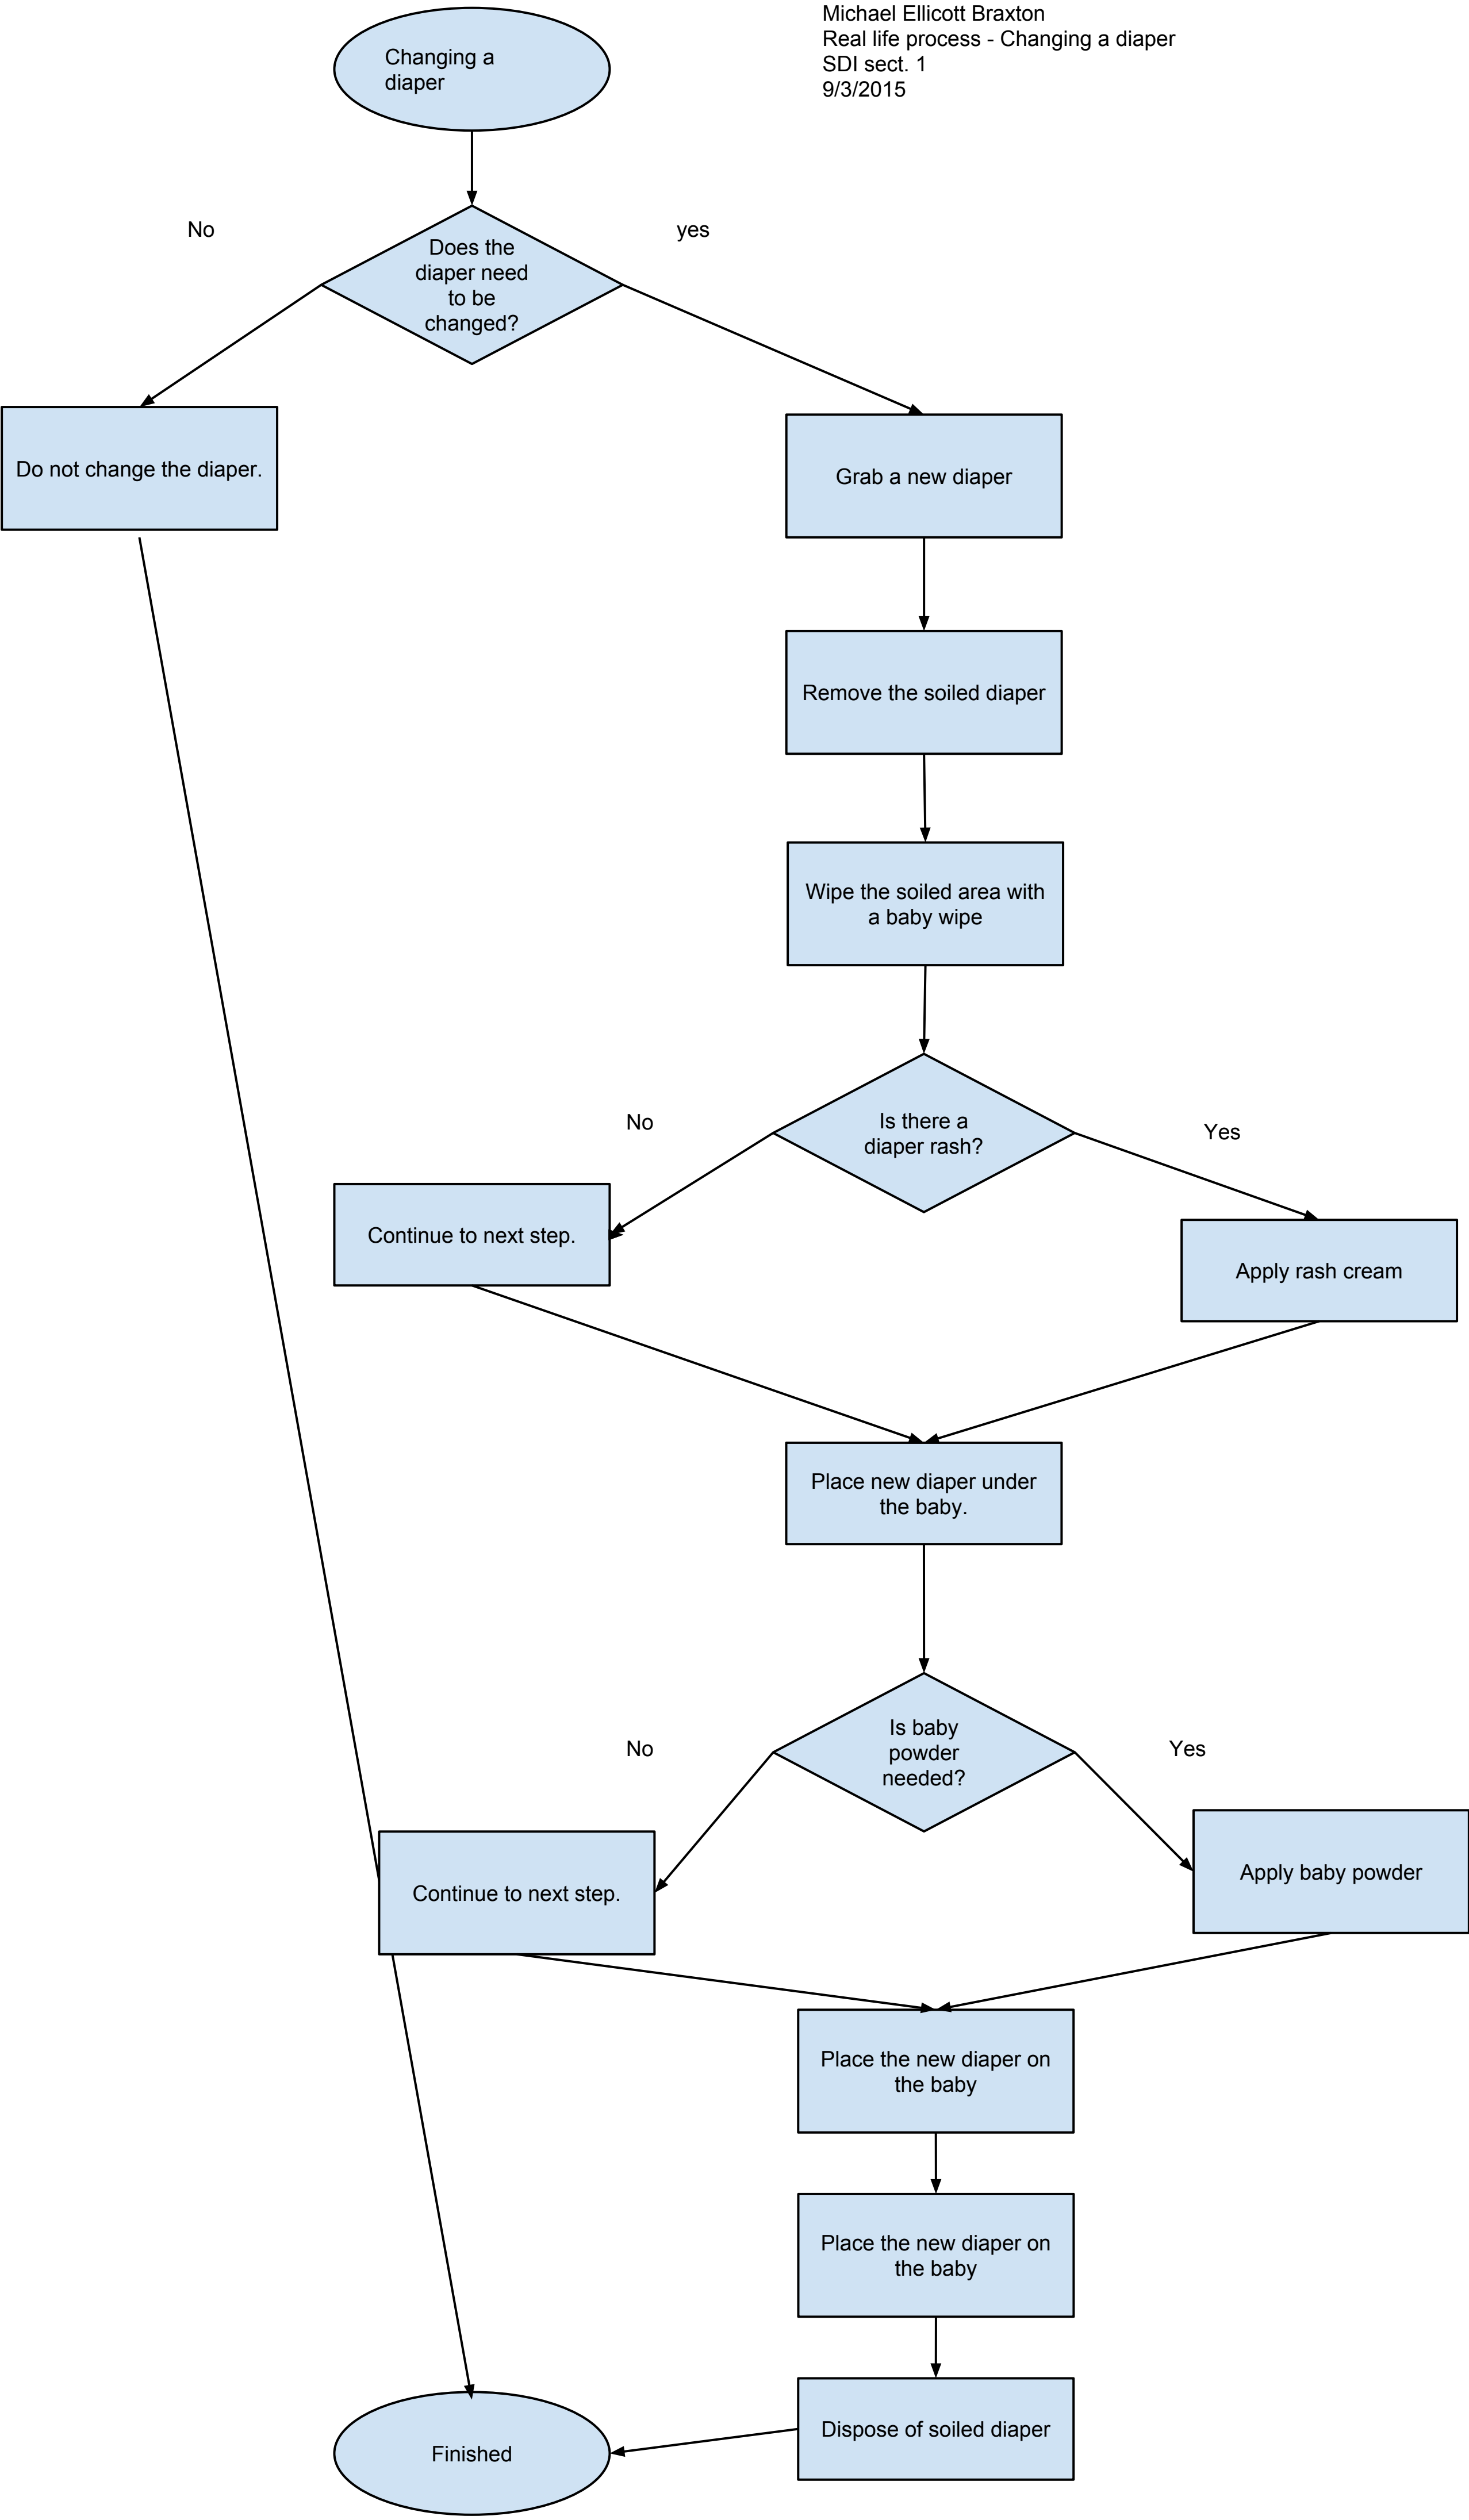 Michael Ellicott Braxton
Real life process - Changing a diaper
SDI sect. 1
9/3/2015
Changing a
diaper
No
yes
Does the
diaper need
to be
changed?
Do not change the diaper.
Grab a new diaper
Remove the soiled diaper
Wipe the soiled area with
a baby wipe
No
Is there a
diaper rash?
Yes
Continue to next step.
Apply rash cream
Place new diaper under
the baby.
No
Is baby
powder
needed?
Yes
Continue to next step.
Apply baby powder
Place the new diaper on
the baby
Place the new diaper on
the baby
Dispose of soiled diaper
Finished